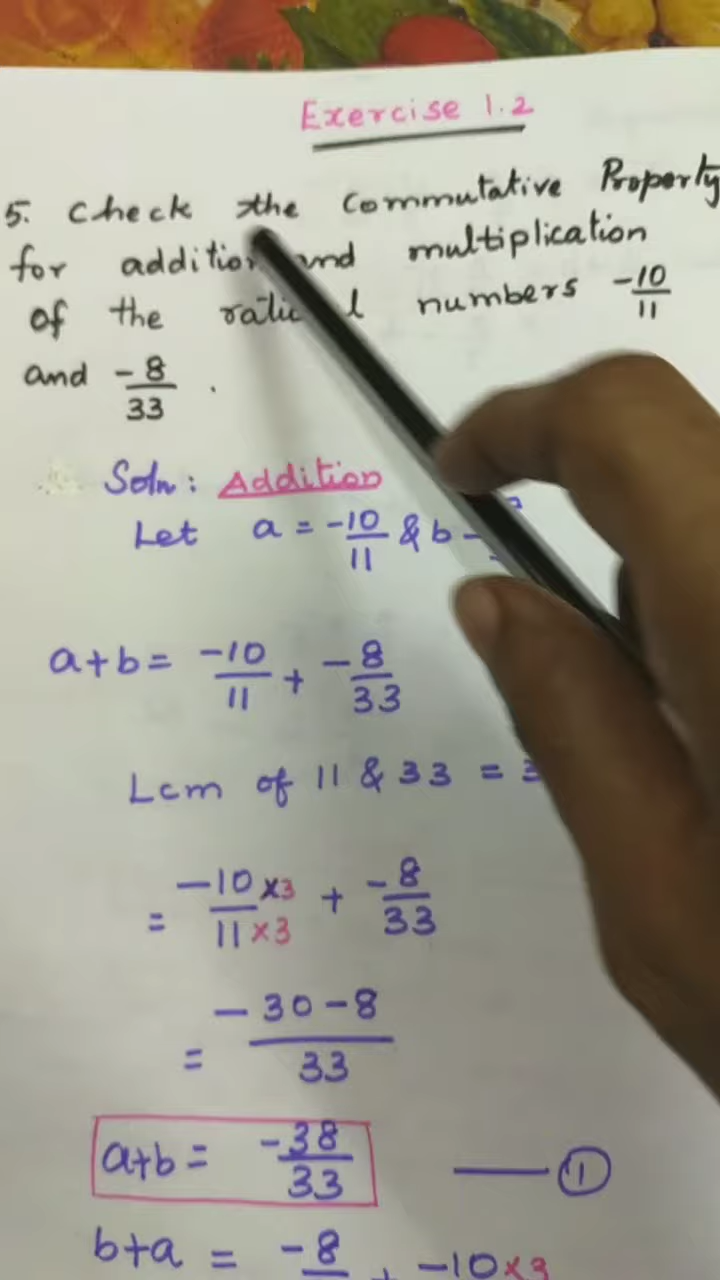 Exercise 1.2
5. Check the Commutative Property
for addition and multiplication
of the numbers -10/11
and -8/33 .
Soln: Addition
Let a = -10/11 & b
a+b = -10/11 + -8/33
Lcm of 11 & 33 =
= -10×3/11×3 + -8/33
= -30-8/33
a+b = -38/33 —— ①
b+a = -8 + -10×3